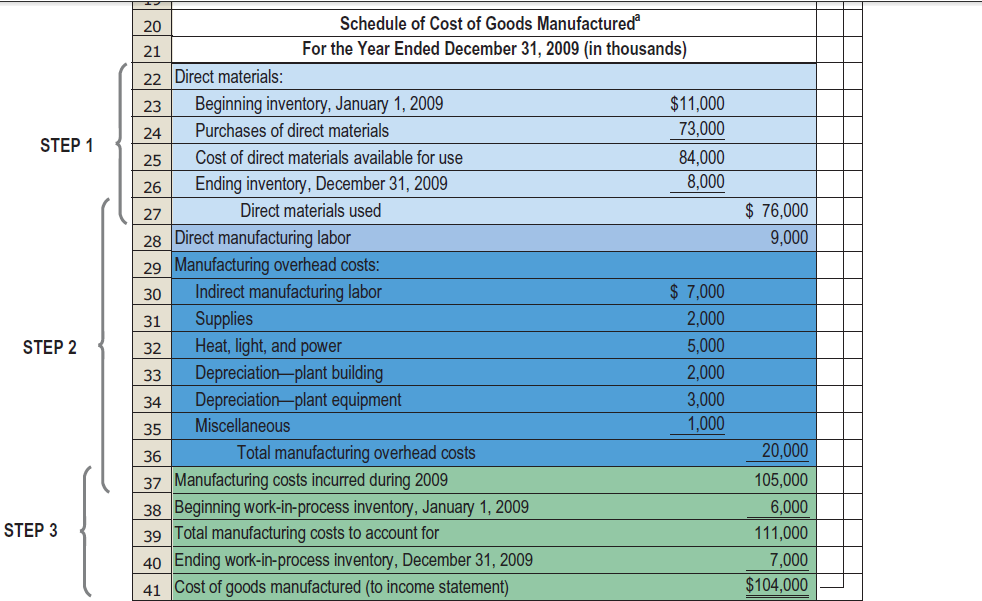 20 Schedule of Cost of Goods Manufacturedª
21 For the Year Ended December 31, 2009 (in thousands)
22 Direct materials:
23 Beginning inventory, January 1, 2009 $11,000
24 Purchases of direct materials 73,000
STEP 1
25 Cost of direct materials available for use 84,000
26 Ending inventory, December 31, 2009 8,000
27 Direct materials used $ 76,000
28 Direct manufacturing labor 9,000
29 Manufacturing overhead costs:
30 Indirect manufacturing labor $ 7,000
31 Supplies 2,000
STEP 2
32 Heat, light, and power 5,000
33 Depreciation—plant building 2,000
34 Depreciation—plant equipment 3,000
35 Miscellaneous 1,000
36 Total manufacturing overhead costs 20,000
37 Manufacturing costs incurred during 2009 105,000
38 Beginning work-in-process inventory, January 1, 2009 6,000
STEP 3
39 Total manufacturing costs to account for 111,000
40 Ending work-in-process inventory, December 31, 2009 7,000
41 Cost of goods manufactured (to income statement) $104,000